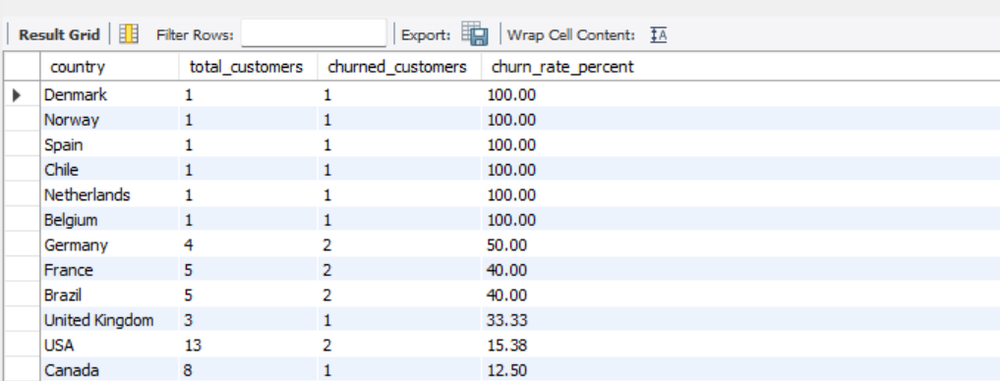 Result Grid Filter Rows: Export: Wrap Cell Content: IA
country total_customers churned_customers churn_rate_percent
Denmark 1 1 100.00
Norway 1 1 100.00
Spain 1 1 100.00
Chile 1 1 100.00
Netherlands 1 1 100.00
Belgium 1 1 100.00
Germany 4 2 50.00
France 5 2 40.00
Brazil 5 2 40.00
United Kingdom 3 1 33.33
USA 13 2 15.38
Canada 8 1 12.50